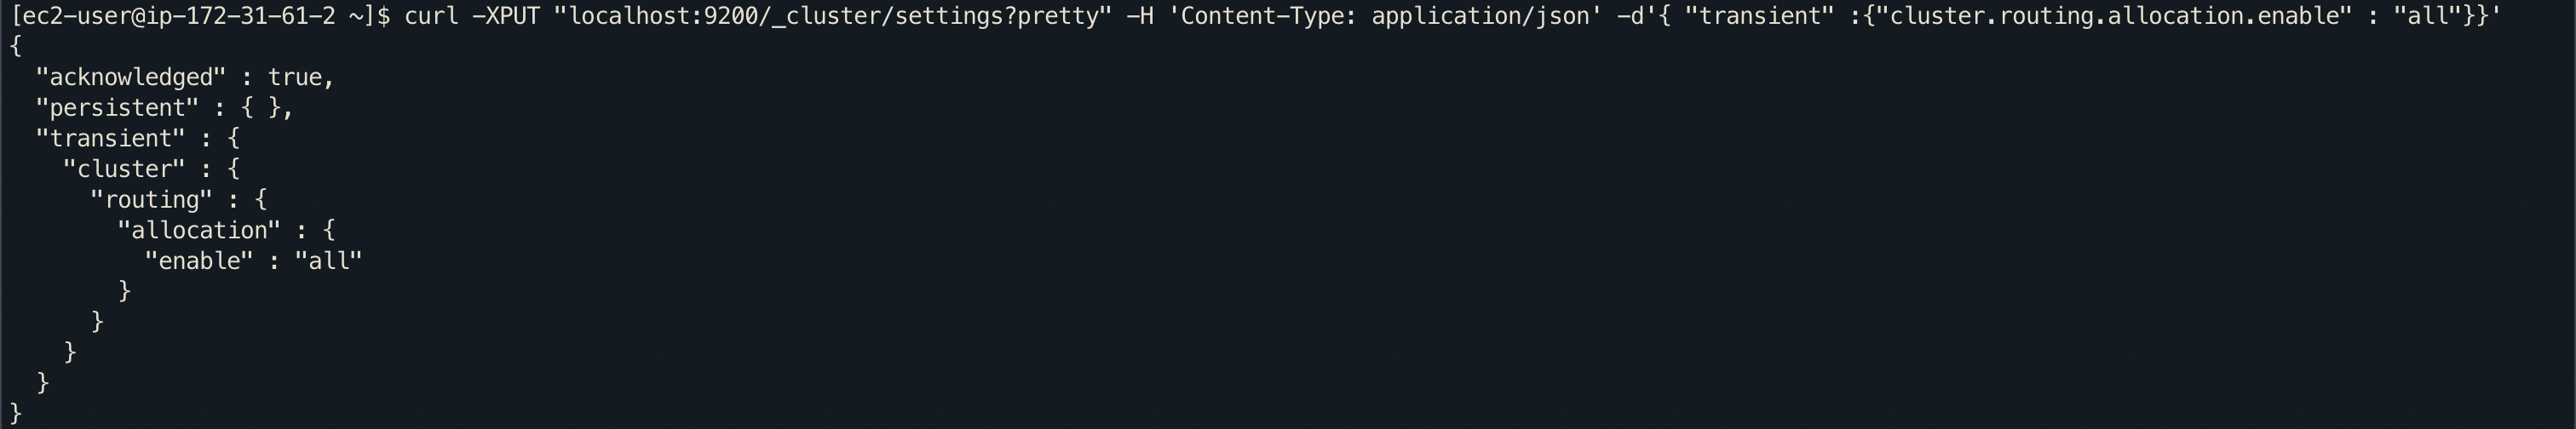 [ec2-user@ip-172-31-61-2 ~]$ curl -XPUT "localhost:9200/_cluster/settings?pretty" -H 'Content-Type: application/json' -d'{ "transient" :{"cluster.routing.allocation.enable" : "all"}}'
{
  "acknowledged" : true,
  "persistent" : { },
  "transient" : {
    "cluster" : {
      "routing" : {
        "allocation" : {
          "enable" : "all"
        }
      }
    }
  }
}